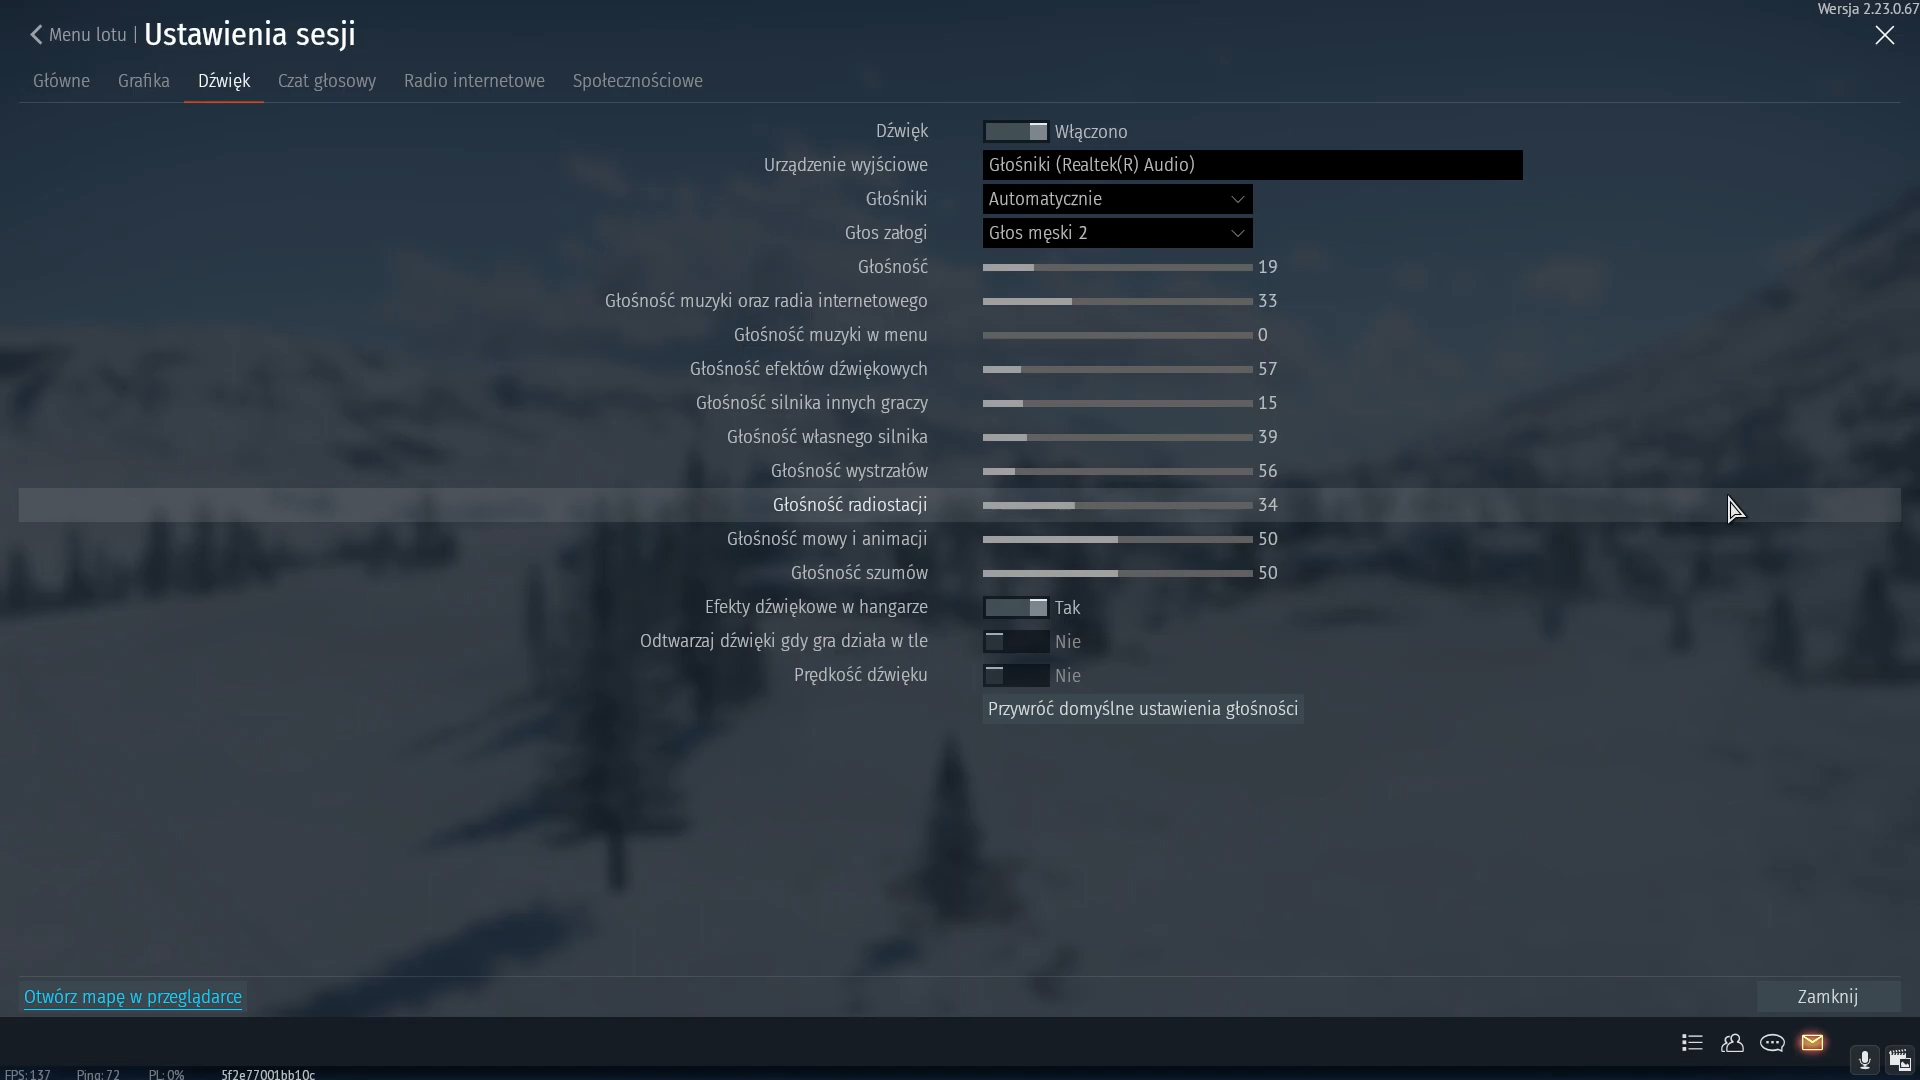 Wersja 2.23.0.67
Menu lotu | Ustawienia sesji
Główne Grafika Dźwięk Czat głosowy Radio internetowe Społecznościowe
Dźwięk Włączono
Urządzenie wyjściowe Głośniki (Realtek(R) Audio)
Głośniki Automatycznie
Głos załogi Głos męski 2
Głośność 19
Głośność muzyki oraz radia internetowego 33
Głośność muzyki w menu 0
Głośność efektów dźwiękowych 57
Głośność silnika innych graczy 15
Głośność własnego silnika 39
Głośność wystrzałów 56
Głośność radiostacji 34
Głośność mowy i animacji 50
Głośność szumów 50
Efekty dźwiękowe w hangarze Tak
Odtwarzaj dźwięki gdy gra działa w tle Nie
Prędkość dźwięku Nie
Przywróć domyślne ustawienia głośności
Otwórz mapę w przeglądarce Zamknij
FPS: 137 Ping: 72 PL: 0% 5f2e77001bb10c